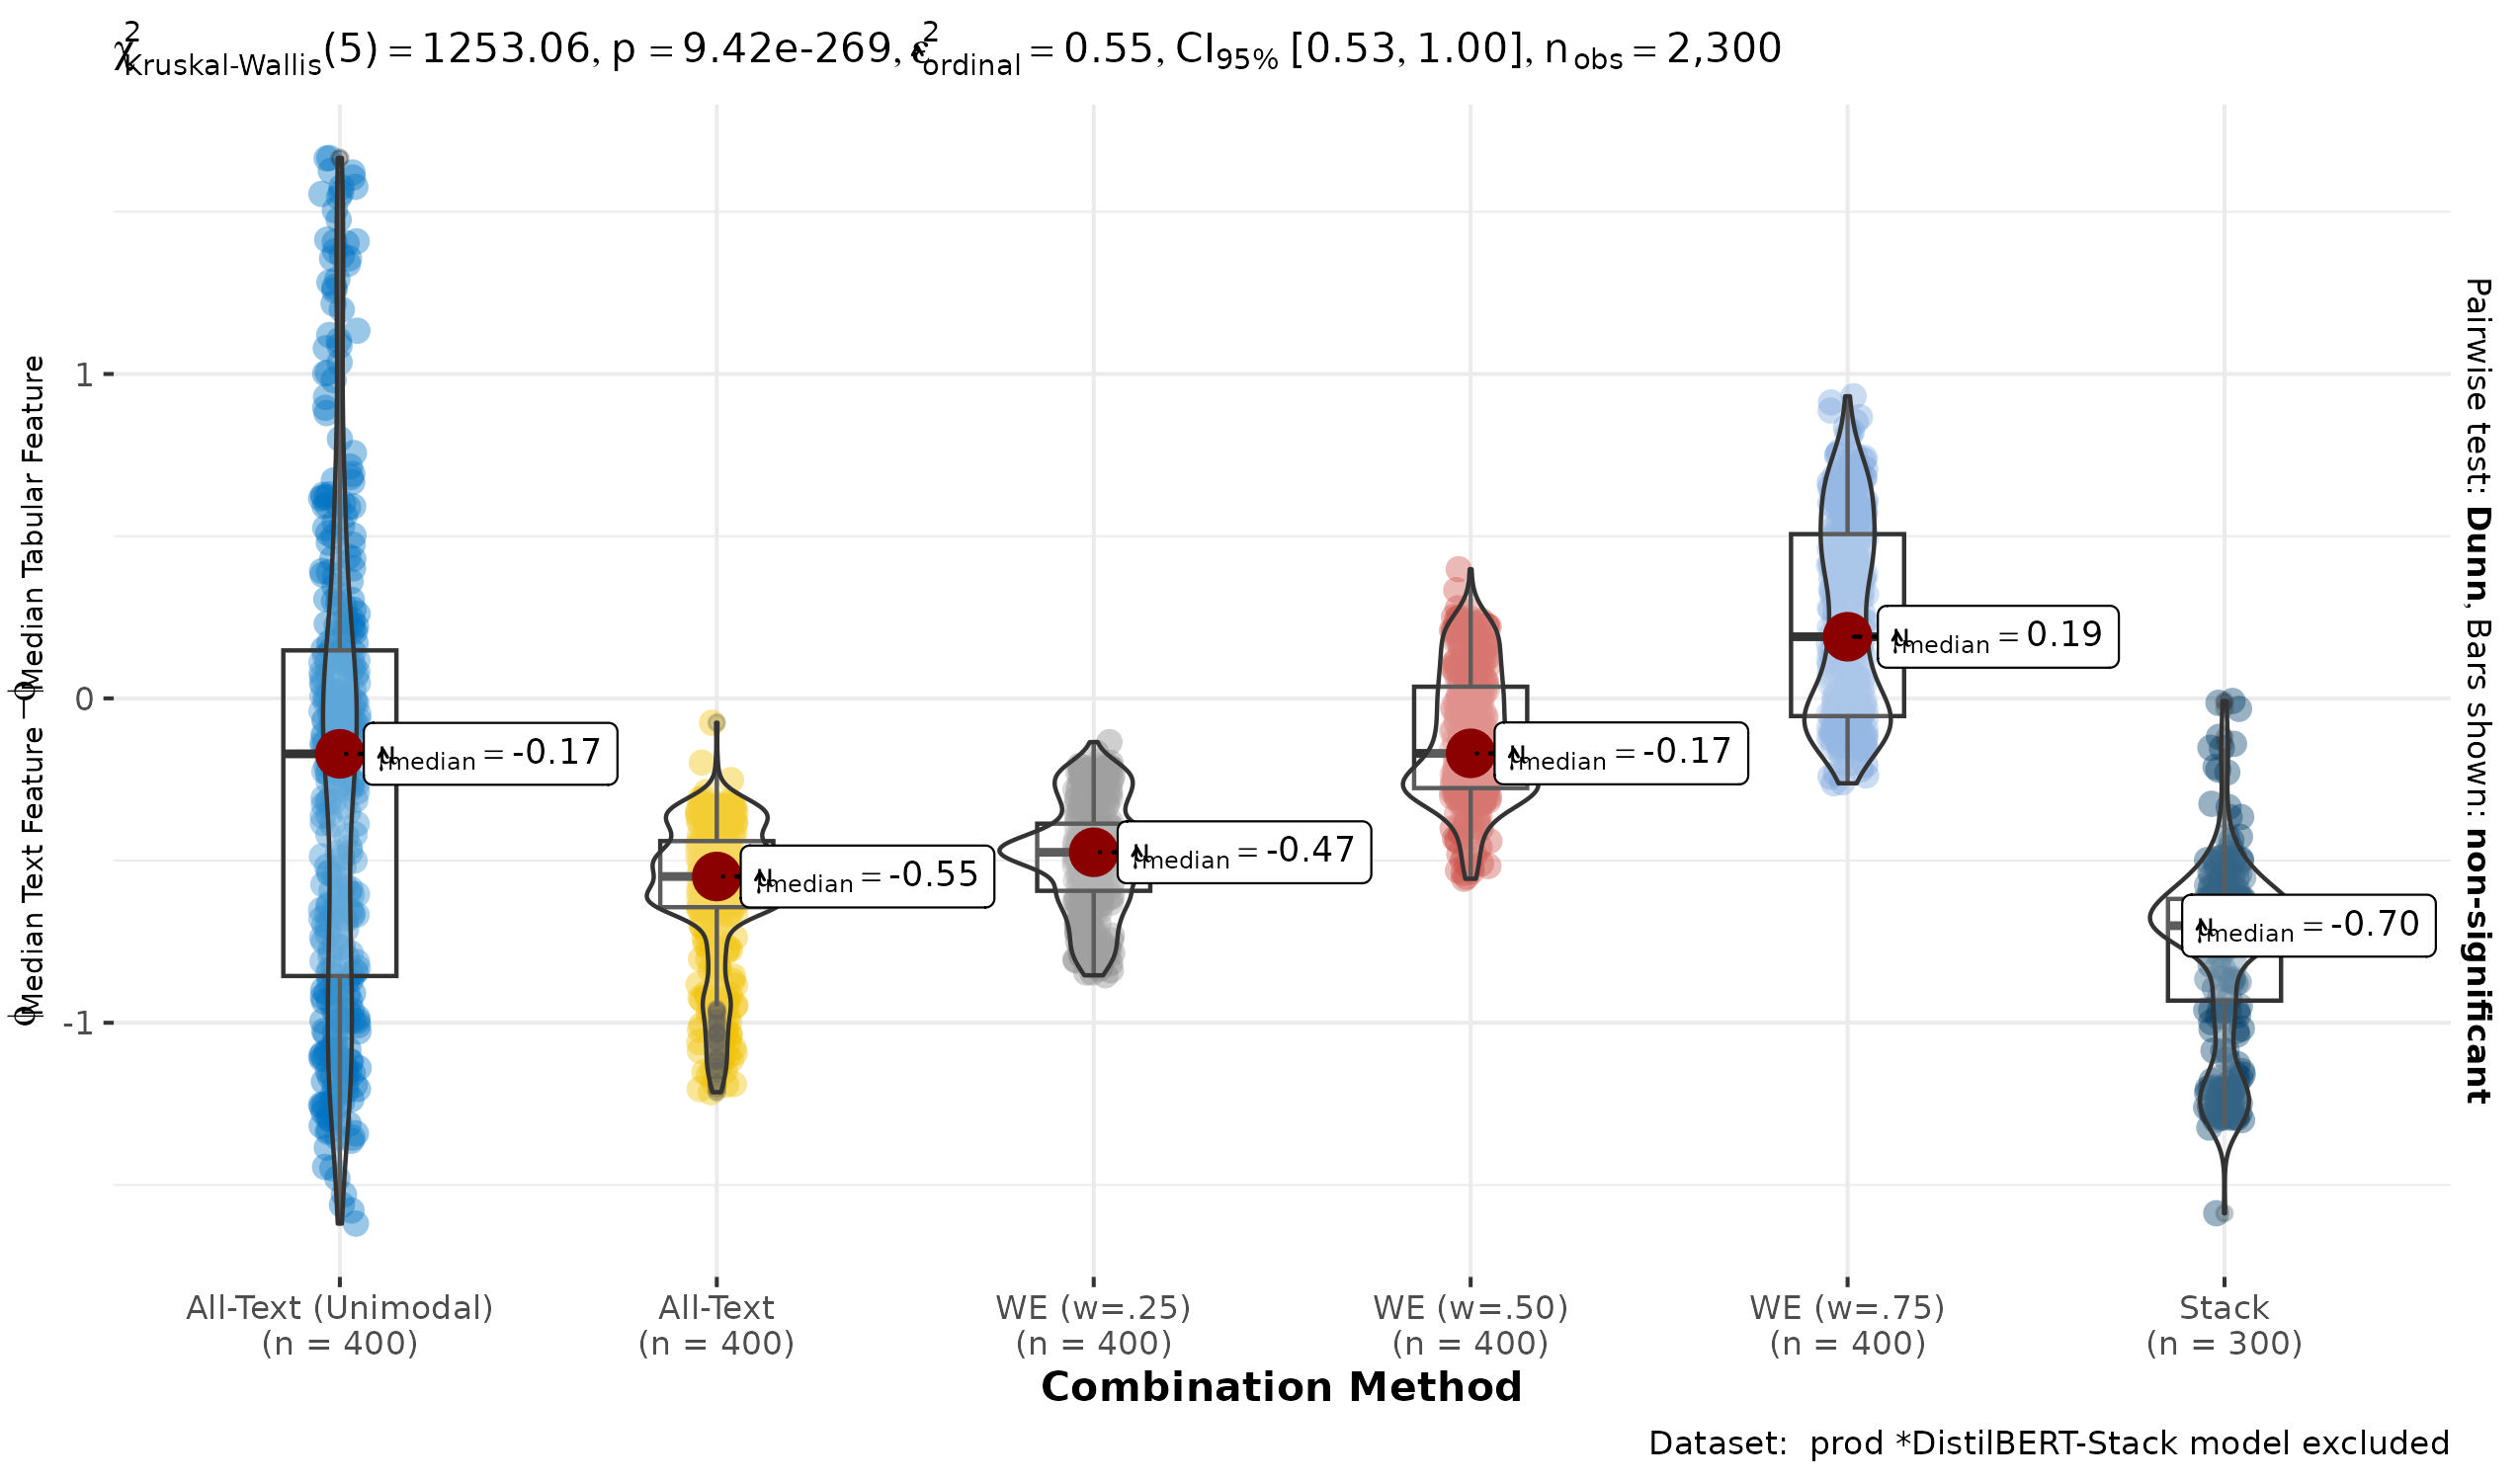 χ²Kruskal-Wallis(5) = 1253.06, p = 9.42e-269, ε̂²ordinal = 0.55, CI95% [0.53, 1.00], nobs = 2,300
ϕMedian Text Feature − ϕMedian Tabular Feature
1
0
-1
μ̂median = -0.17
μ̂median = -0.55
μ̂median = -0.47
μ̂median = -0.17
μ̂median = 0.19
μ̂median = -0.70
Pairwise test: Dunn, Bars shown: non-significant
All-Text (Unimodal)
(n = 400)
All-Text
(n = 400)
WE (w=.25)
(n = 400)
WE (w=.50)
(n = 400)
WE (w=.75)
(n = 400)
Stack
(n = 300)
Combination Method
Dataset:  prod *DistilBERT-Stack model excluded